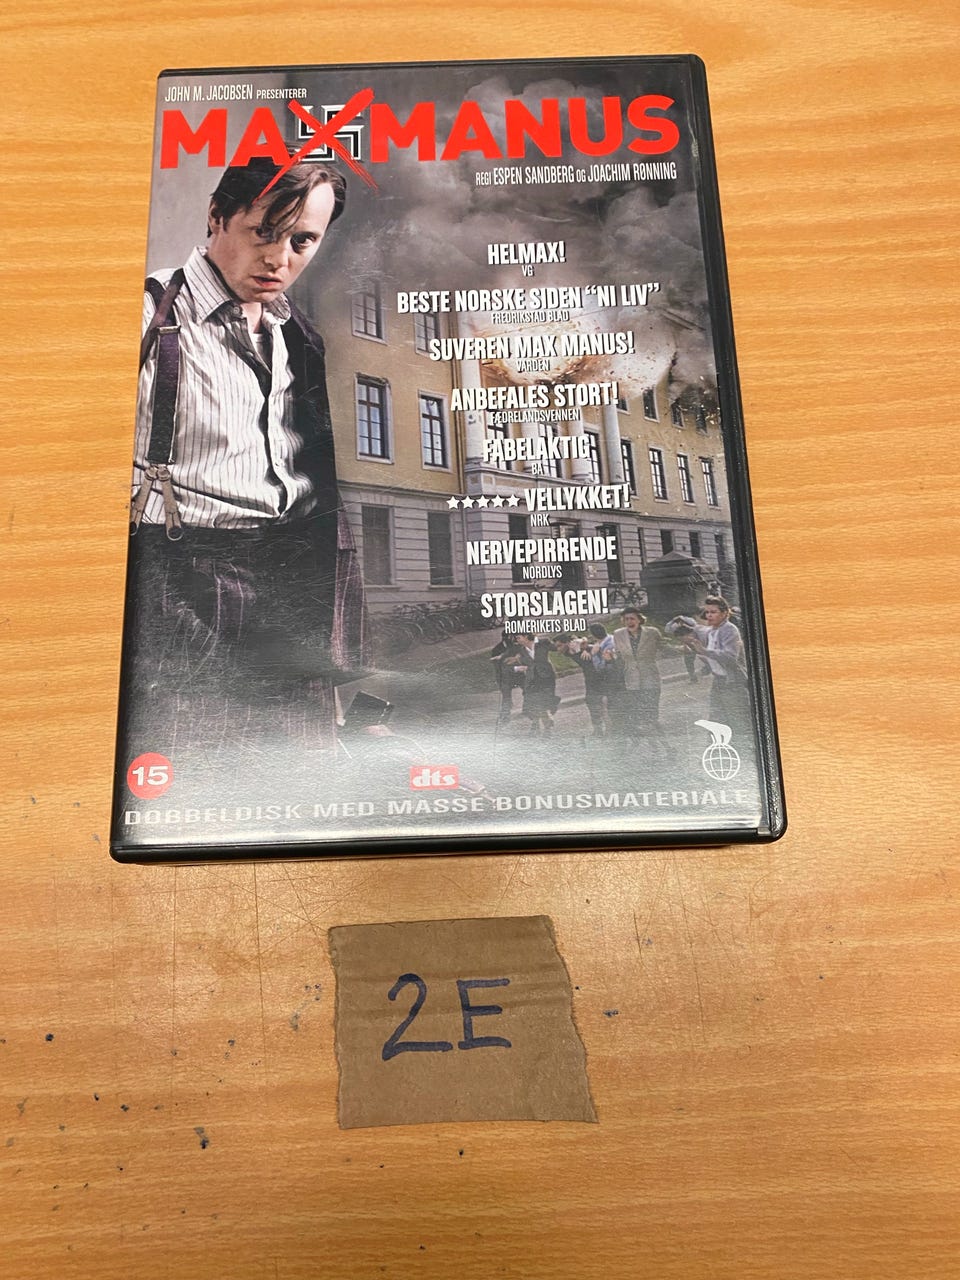 JOHN M. JACOBSEN PRESENTERER
MAX MANUS
REGI ESPEN SANDBERG OG JOACHIM RØNNING
HELMAX!
VG
BESTE NORSKE SIDEN “NI LIV”
FREDRIKSTAD BLAD
SUVEREN MAX MANUS!
VARDEN
ANBEFALES STORT!
FÆDRELANDSVENNEN
FABELAKTIG
BA
★★★★★ VELLYKKET!
NRK
NERVEPIRRENDE
NORDLYS
STORSLAGEN!
ROMERIKETS BLAD
15
dts
DOBBELDISK MED MASSE BONUSMATERIALE
2E